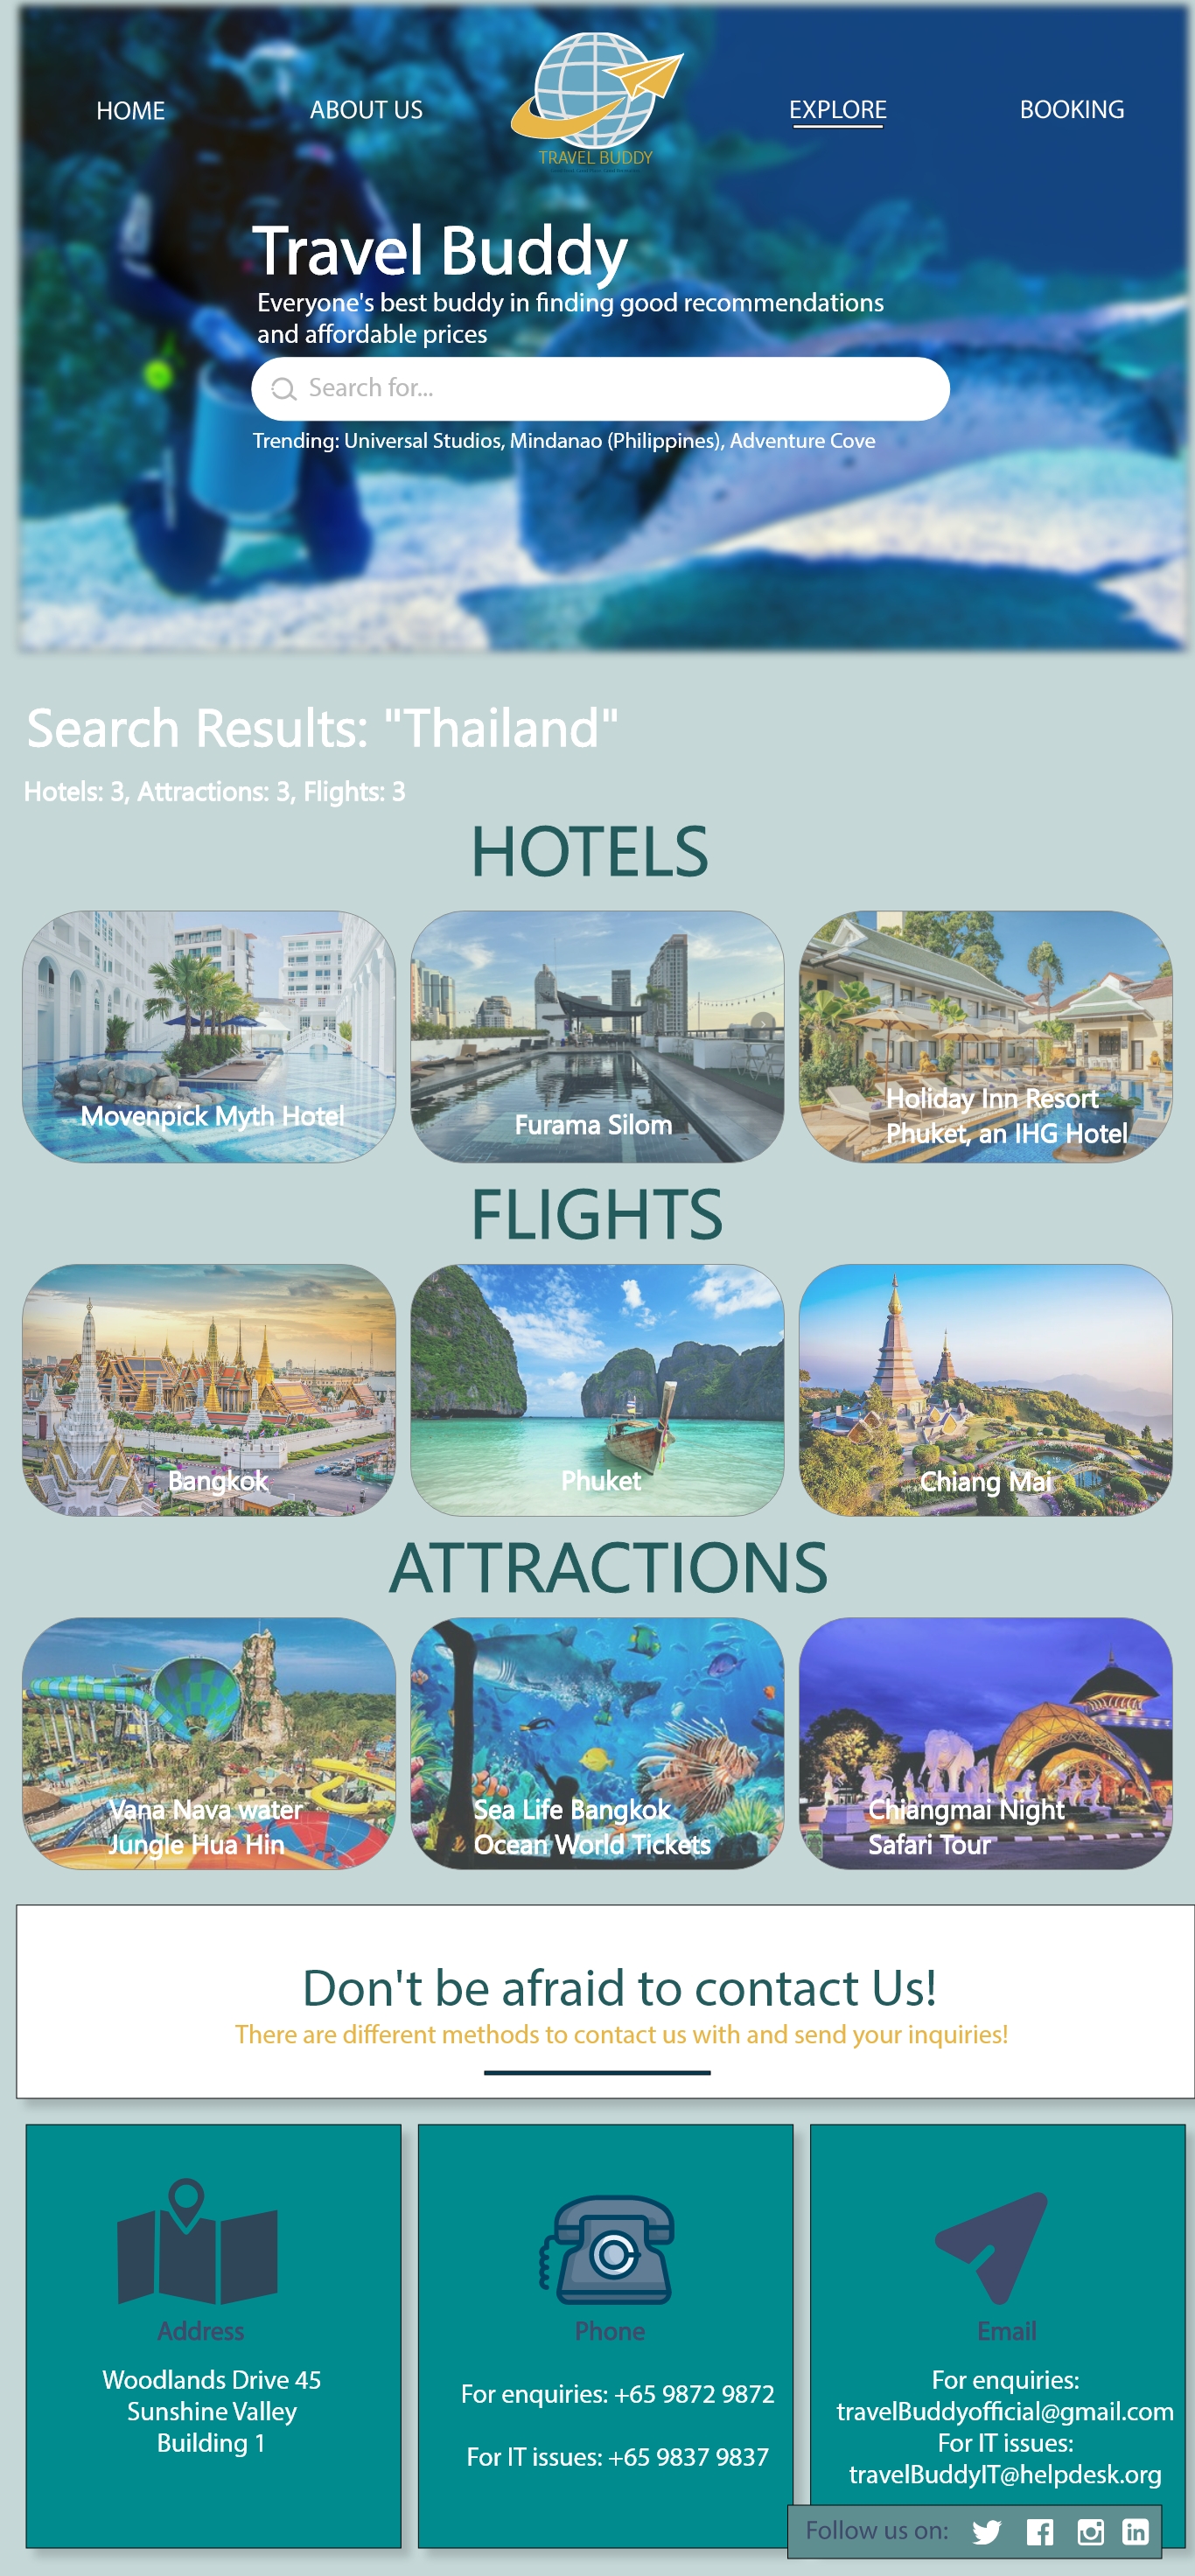 HOME
ABOUT US
EXPLORE
BOOKING
TRAVEL BUDDY
Travel Buddy
Everyone's best buddy in finding good recommendations
and affordable prices
Search for...
Trending: Universal Studios, Mindanao (Philippines), Adventure Cove
Search Results: "Thailand"
Hotels: 3, Attractions: 3, Flights: 3
HOTELS
Movenpick Myth Hotel
Furama Silom
Holiday Inn Resort
Phuket, an IHG Hotel
FLIGHTS
Bangkok
Phuket
Chiang Mai
ATTRACTIONS
Vana Nava water
Jungle Hua Hin
Sea Life Bangkok
Ocean World Tickets
Chiangmai Night
Safari Tour
Don't be afraid to contact Us!
There are different methods to contact us with and send your inquiries!
Address
Woodlands Drive 45
Sunshine Valley
Building 1
Phone
For enquiries: +65 9872 9872
For IT issues: +65 9837 9837
Email
For enquiries:
travelBuddyofficial@gmail.com
For IT issues:
travelBuddyIT@helpdesk.org
Follow us on: